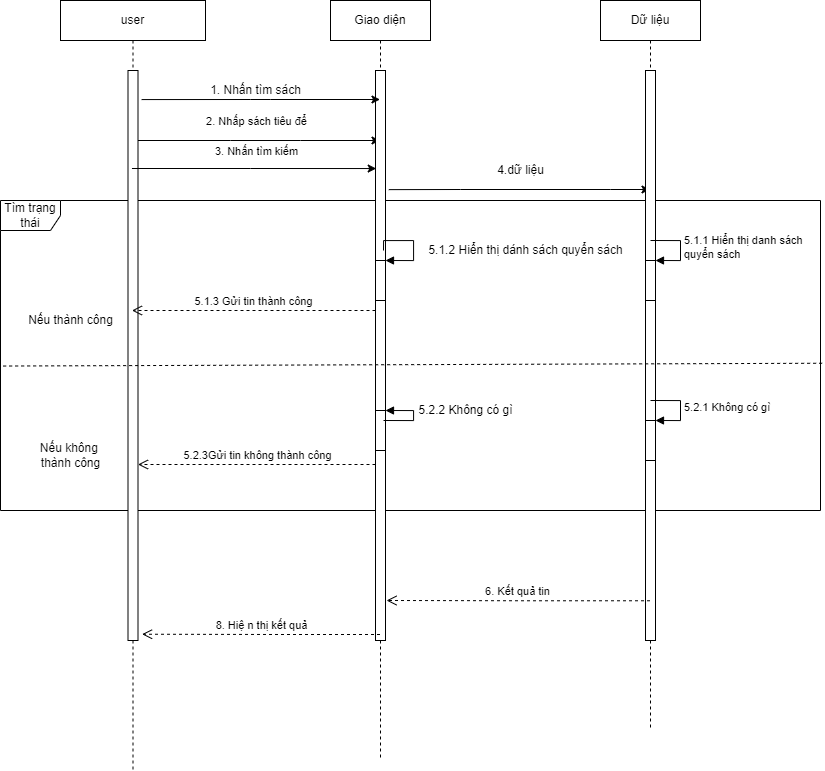 user
Giao diện
Dữ liệu
1. Nhấn tìm sách
2. Nhấp sách tiêu để
3. Nhấn tìm kiếm
4.dữ liệu
Tìm trạng
thái
5.1.2 Hiển thị dánh sách quyển sách
5.1.1 Hiển thị danh sách
quyển sách
5.1.3 Gửi tin thành công
Nếu thành công
5.2.2 Không có gì
5.2.1 Không có gỉ
Nếu không
thành công
5.2.3Gửi tin không thành công
6. Kết quả tin
8. Hiệ n thị kết quả